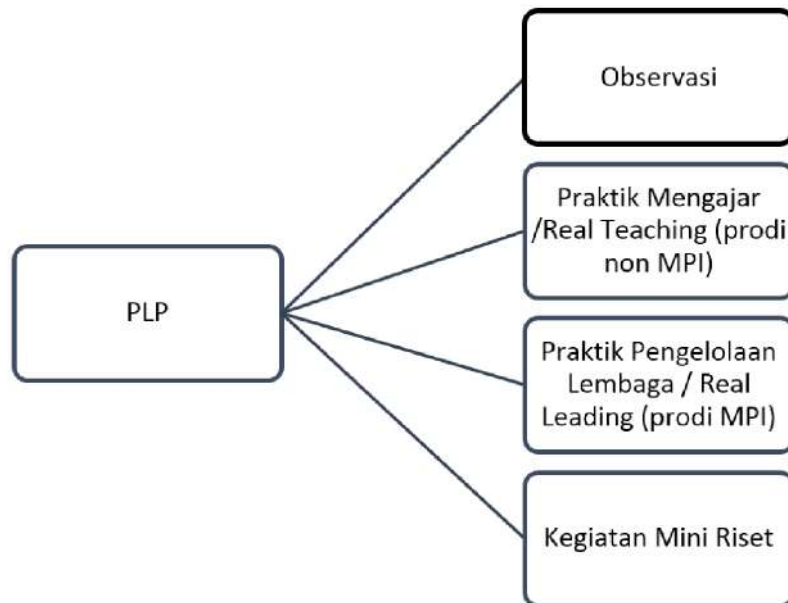 Observasi
Praktik Mengajar
/Real Teaching (prodi
non MPI)
PLP
Praktik Pengelolaan
Lembaga / Real
Leading (prodi MPI)
Kegiatan Mini Riset